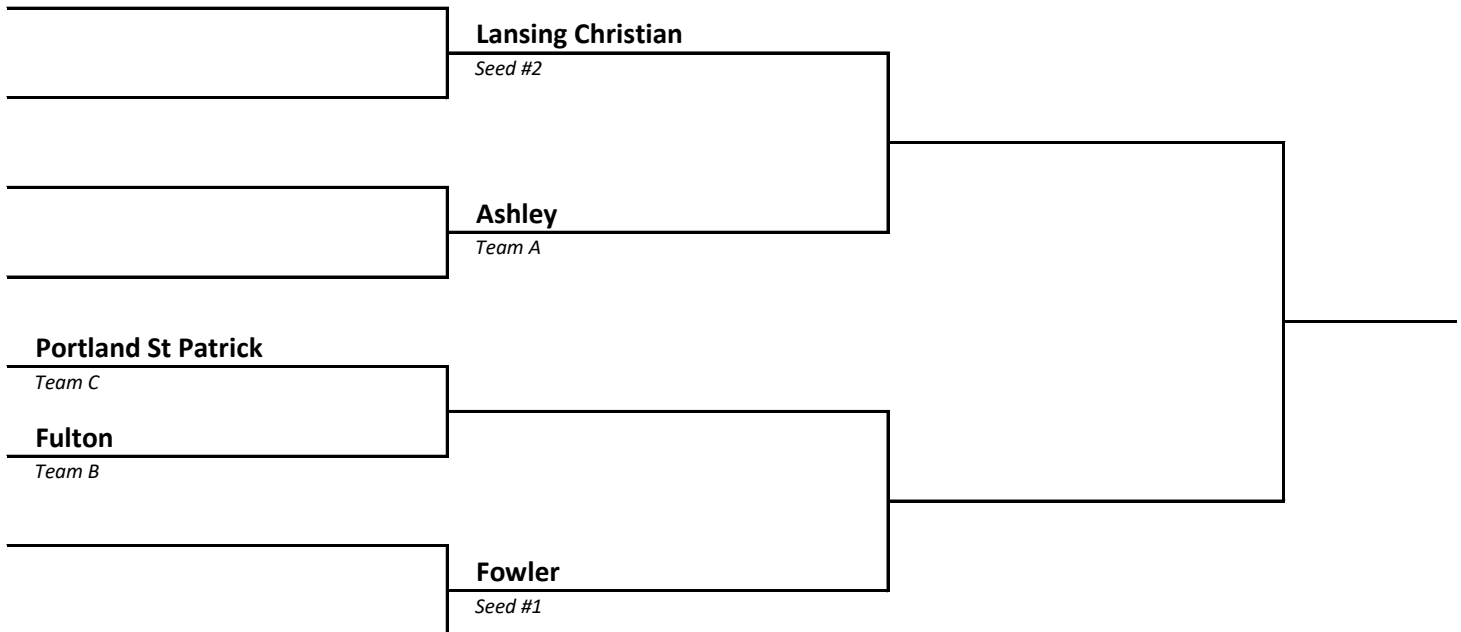 Lansing Christian
Seed #2
Ashley
Team A
Portland St Patrick
Team C
Fulton
Team B
Fowler
Seed #1